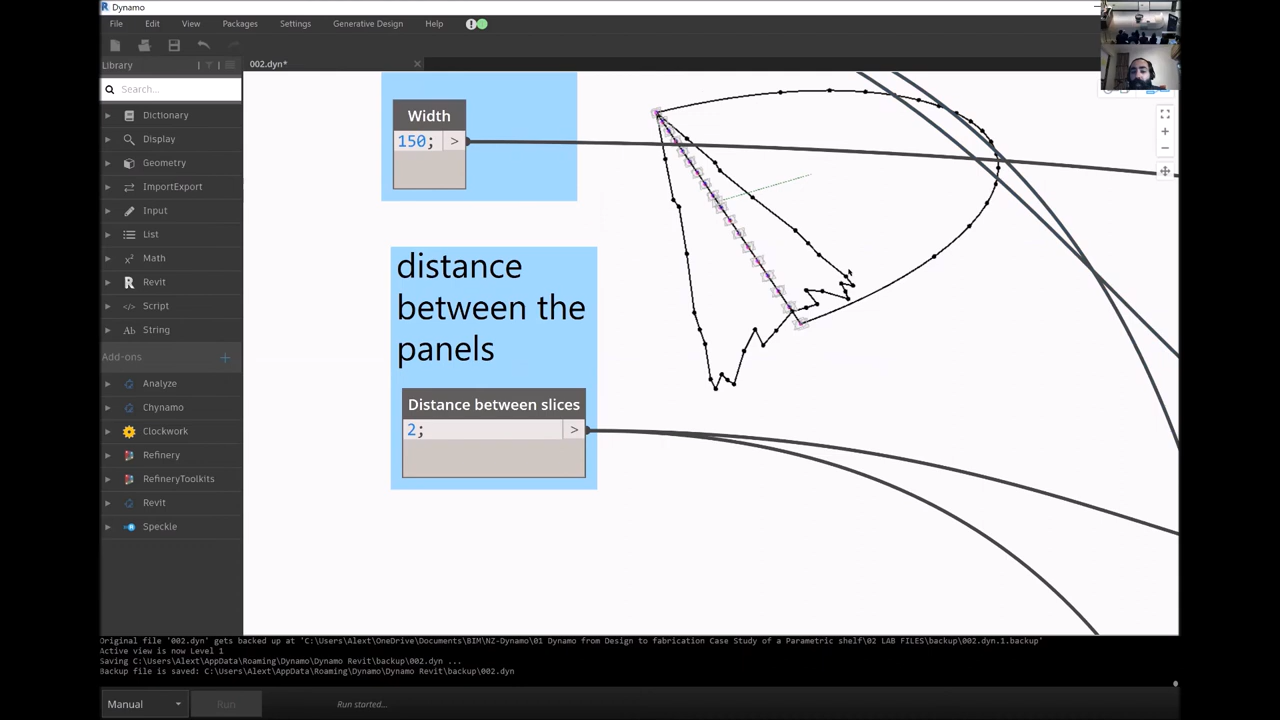 Dynamo
File Edit View Packages Settings Generative Design Help
Library
002.dyn*
Search...
Dictionary
Display
Geometry
ImportExport
Input
List
Math
Revit
Script
String
Add-ons
Analyze
Chynamo
Clockwork
Refinery
RefineryToolkits
Revit
Speckle
Width
150; >
distance
between the
panels
Distance between slices
2; >
Original file '002.dyn' gets backed up at 'C:\Users\Alext\OneDrive\Documents\BIM\NZ-Dynamo\01 Dynamo from Design to fabrication Case Study of a Parametric shelf\02 LAB FILES\backup\002.dyn.1.backup'
Active view is now Level 1
Saving C:\Users\Alext\AppData\Roaming\Dynamo\Dynamo Revit\backup\002.dyn ...
Backup file is saved: C:\Users\Alext\AppData\Roaming\Dynamo\Dynamo Revit\backup\002.dyn
Manual Run Run started...